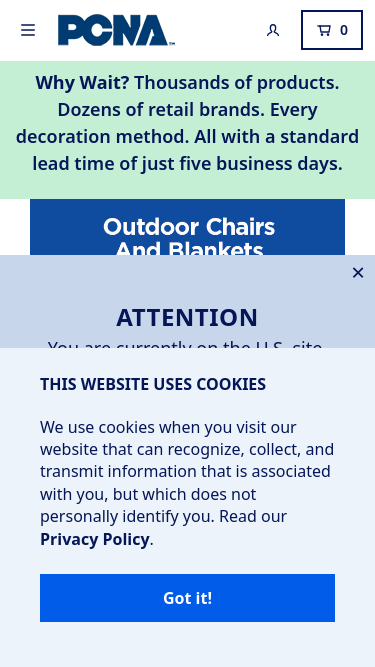 PCNA
0
Why Wait? Thousands of products.
Dozens of retail brands. Every
decoration method. All with a standard
lead time of just five business days.
Outdoor Chairs
And Blankets
ATTENTION
You are currently on the U.S. site.
THIS WEBSITE USES COOKIES
We use cookies when you visit our
website that can recognize, collect, and
transmit information that is associated
with you, but which does not
personally identify you. Read our
Privacy Policy.
Got it!